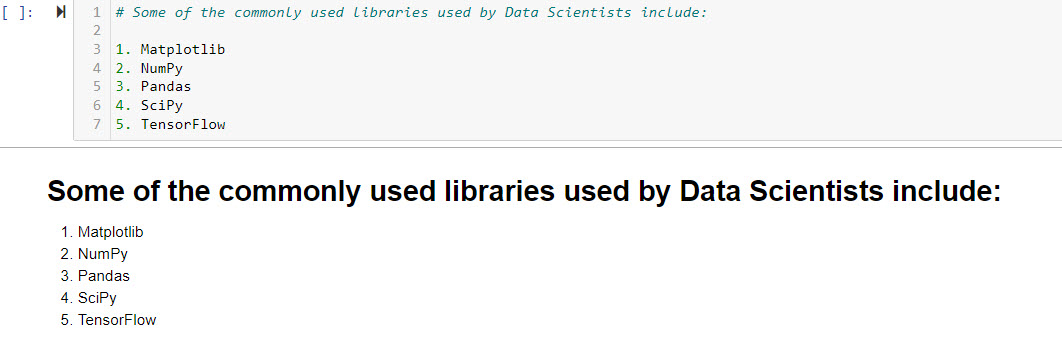 [ ]:
1 # Some of the commonly used libraries used by Data Scientists include:
2
3 1. Matplotlib
4 2. NumPy
5 3. Pandas
6 4. SciPy
7 5. TensorFlow
Some of the commonly used libraries used by Data Scientists include:
1. Matplotlib
2. NumPy
3. Pandas
4. SciPy
5. TensorFlow